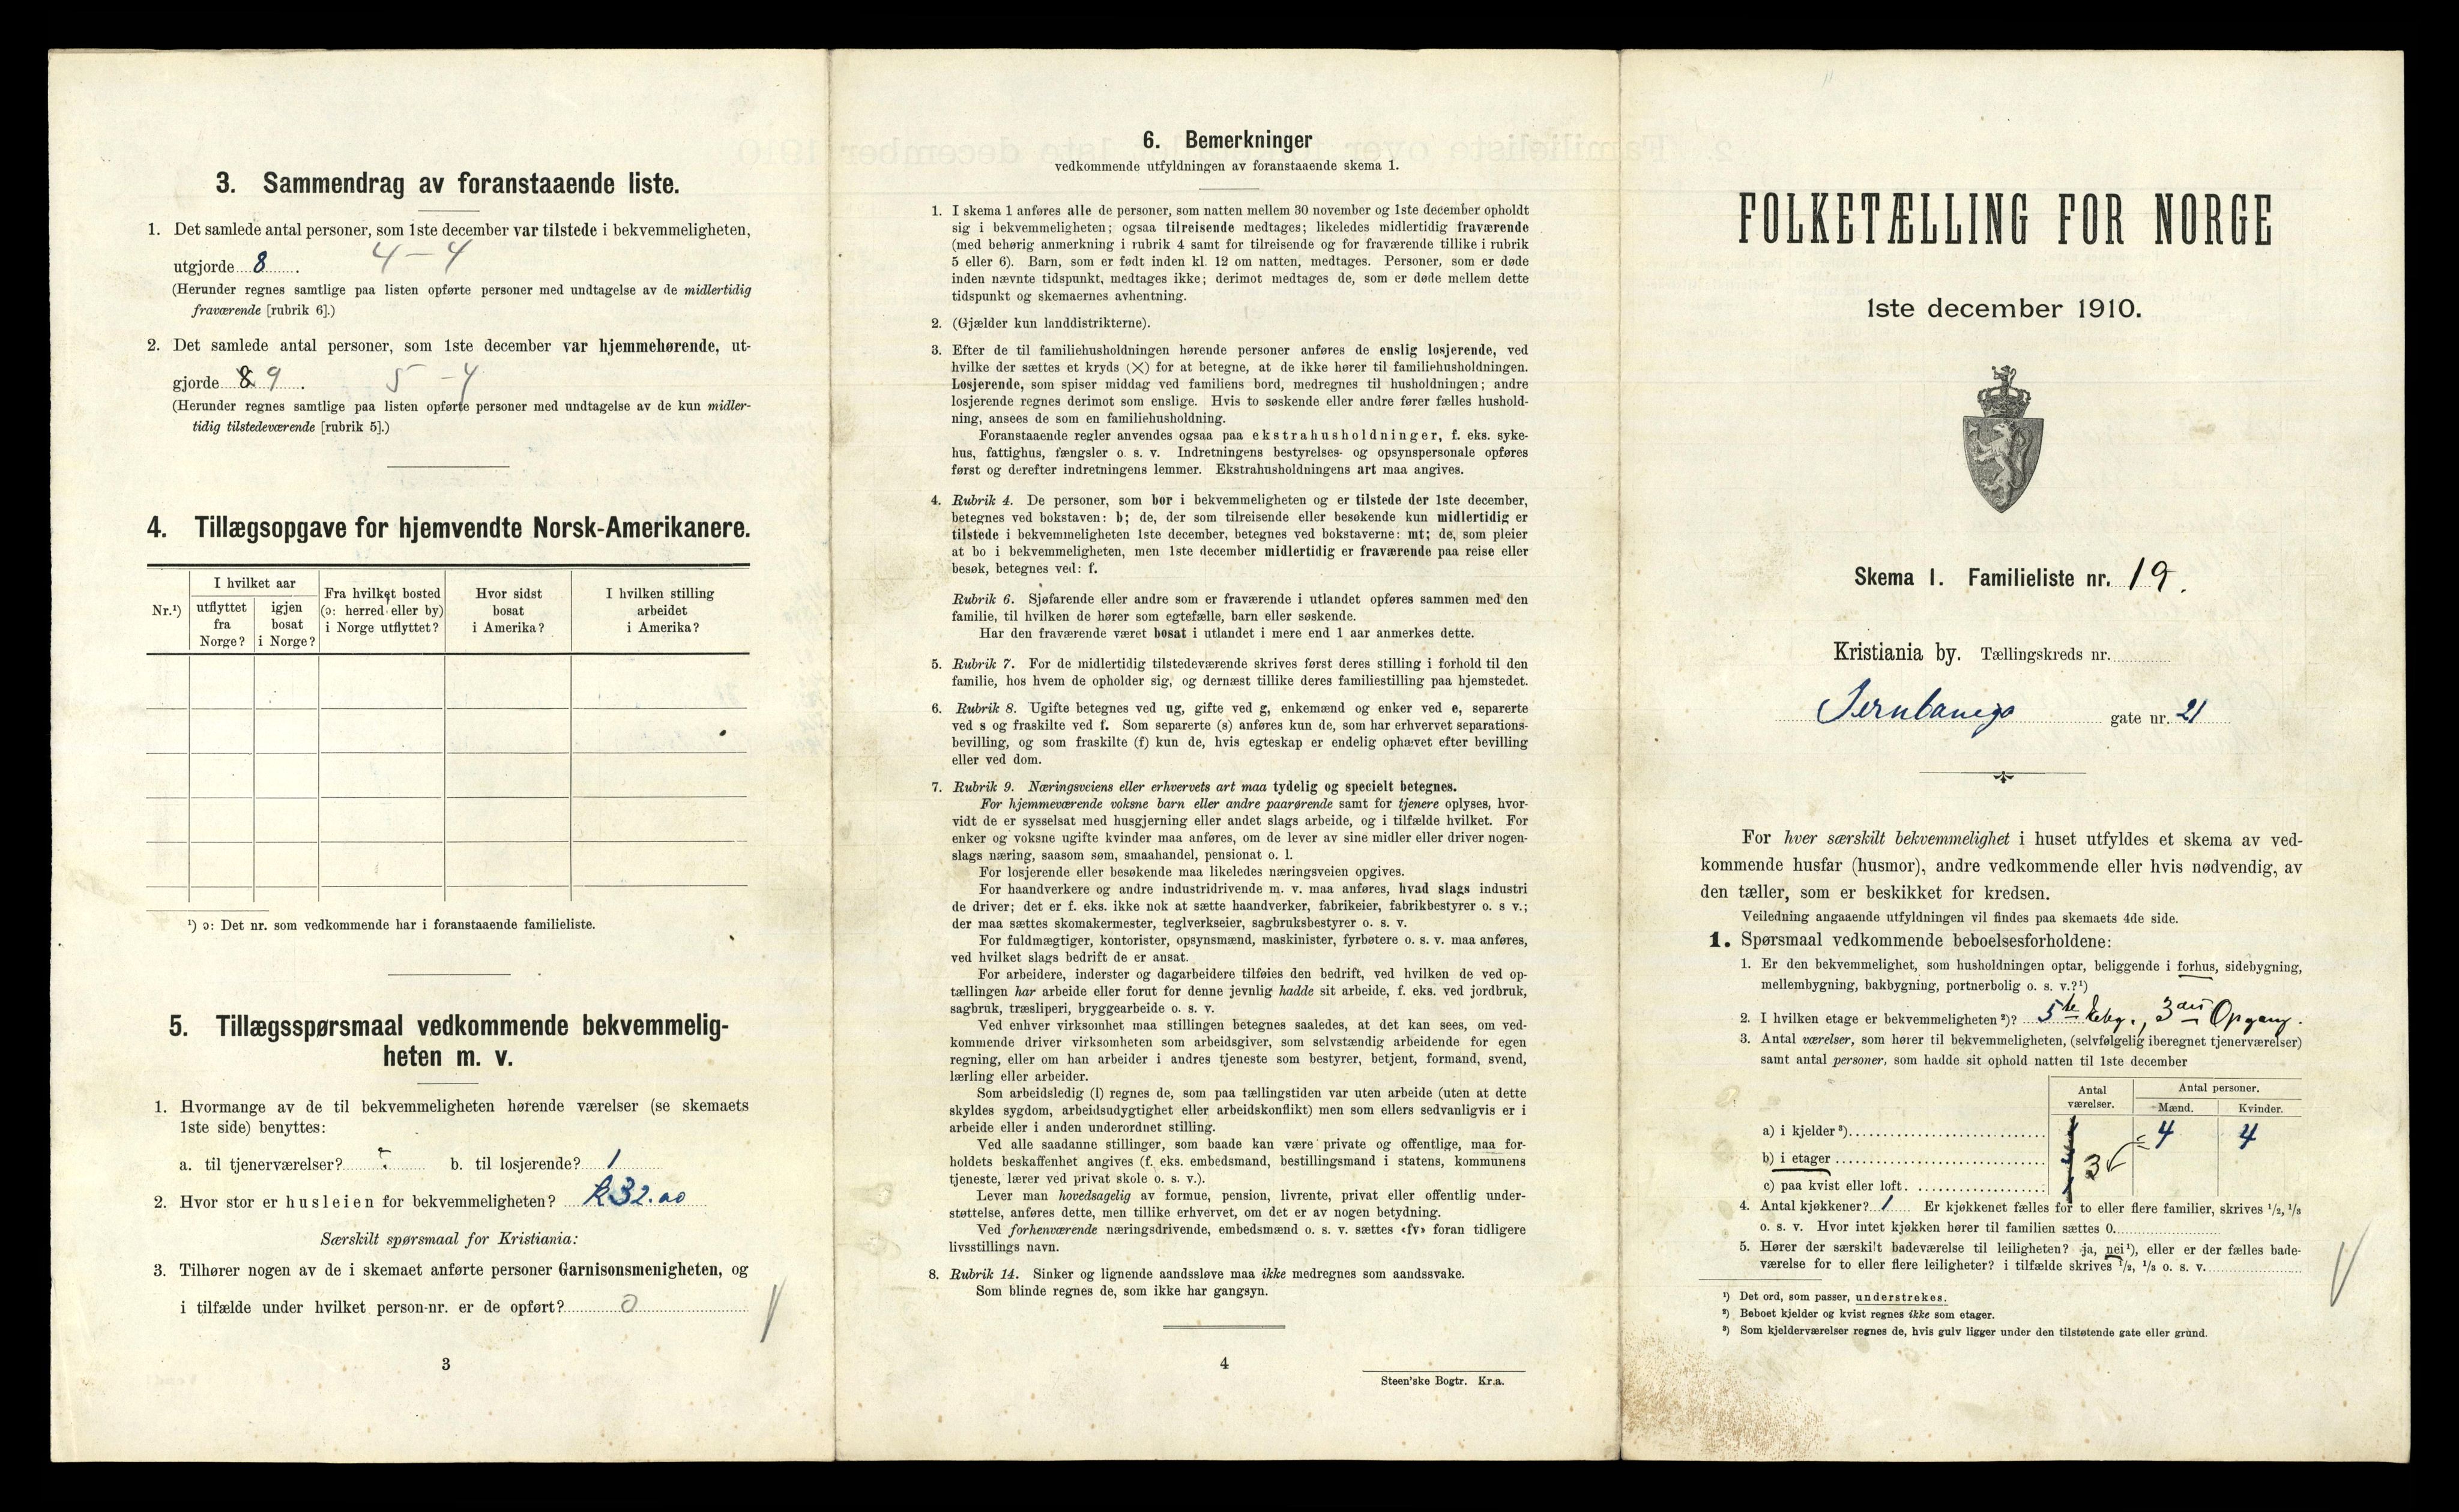 3. Sammendrag av foranstaaende liste.
1. Det samlede antal personer, som 1ste december var tilstede i bekvemmeligheten,
utgjorde 8. 4 – 4
(Herunder regnes samtlige paa listen opførte personer med undtagelse av de midlertidig
fraværende [rubrik 6].)
2. Det samlede antal personer, som 1ste december var hjemmehørende, ut-
gjorde 8 9. 5 – 4
(Herunder regnes samtlige paa listen opførte personer med undtagelse av de kun midler-
tidig tilstedeværende [rubrik 5].)
4. Tillægsopgave for hjemvendte Norsk-Amerikanere.
Nr.¹)
I hvilket aar
utflyttet
fra
Norge?
igjen
bosat
i Norge?
Fra hvilket bosted
(ɔ: herred eller by)
i Norge utflyttet?
Hvor sidst
bosat
i Amerika?
I hvilken stilling
arbeidet
i Amerika?
¹) ɔ: Det nr. som vedkommende har i foranstaaende familieliste.
5. Tillægsspørsmaal vedkommende bekvemmelig-
heten m. v.
1. Hvormange av de til bekvemmeligheten hørende værelser (se skemaets
1ste side) benyttes:
a. til tjenerværelser? b. til losjerende? 1
2. Hvor stor er husleien for bekvemmeligheten? K 32.00
Særskilt spørsmaal for Kristiania:
3. Tilhører nogen av de i skemaet anførte personer Garnisonsmenigheten, og
i tilfælde under hvilket person-nr. er de opført? 0
3
6. Bemerkninger
vedkommende utfyldningen av foranstaaende skema 1.
1. I skema 1 anføres alle de personer, som natten mellem 30 november og 1ste december opholdt
sig i bekvemmeligheten; ogsaa tilreisende medtages; likeledes midlertidig fraværende
(med behørig anmerkning i rubrik 4 samt for tilreisende og for fraværende tillike i rubrik
5 eller 6). Barn, som er født inden kl. 12 om natten, medtages. Personer, som er døde
inden nævnte tidspunkt, medtages ikke; derimot medtages de, som er døde mellem dette
tidspunkt og skemaernes avhentning.
2. (Gjælder kun landdistrikterne).
3. Efter de til familiehusholdningen hørende personer anføres de enslig losjerende, ved
hvilke der sættes et kryds (×) for at betegne, at de ikke hører til familiehusholdningen.
Losjerende, som spiser middag ved familiens bord, medregnes til husholdningen; andre
losjerende regnes derimot som enslige. Hvis to søskende eller andre fører fælles hushold-
ning, ansees de som en familiehusholdning.
Foranstaaende regler anvendes ogsaa paa ekstrahusholdninger, f. eks. syke-
hus, fattighus, fængsler o. s. v. Indretningens bestyrelses- og opsynspersonale opføres
først og derefter indretningens lemmer. Ekstrahusholdningens art maa angives.
4. Rubrik 4. De personer, som bor i bekvemmeligheten og er tilstede der 1ste december,
betegnes ved bokstaven: b; de, der som tilreisende eller besøkende kun midlertidig er
tilstede i bekvemmeligheten 1ste december, betegnes ved bokstaverne: mt; de, som pleier
at bo i bekvemmeligheten, men 1ste december midlertidig er fraværende paa reise eller
besøk, betegnes ved: f.
Rubrik 6. Sjøfarende eller andre som er fraværende i utlandet opføres sammen med den
familie, til hvilken de hører som egtefælle, barn eller søskende.
Har den fraværende været bosat i utlandet i mere end 1 aar anmerkes dette.
5. Rubrik 7. For de midlertidig tilstedeværende skrives først deres stilling i forhold til den
familie, hos hvem de opholder sig, og dernæst tillike deres familiestilling paa hjemstedet.
6. Rubrik 8. Ugifte betegnes ved ug, gifte ved g, enkemænd og enker ved e, separerte
ved s og fraskilte ved f. Som separerte (s) anføres kun de, som har erhvervet separations-
bevilling, og som fraskilte (f) kun de, hvis egteskap er endelig ophævet efter bevilling
eller ved dom.
7. Rubrik 9. Næringsveiens eller erhvervets art maa tydelig og specielt betegnes.
For hjemmeværende voksne barn eller andre paarørende samt for tjenere oplyses, hvor-
vidt de er sysselsat med husgjerning eller andet slags arbeide, og i tilfælde hvilket. For
enker og voksne ugifte kvinder maa anføres, om de lever av sine midler eller driver nogen-
slags næring, saasom søm, smaahandel, pensionat o. l.
For losjerende eller besøkende maa likeledes næringsveien opgives.
For haandverkere og andre industridrivende m. v. maa anføres, hvad slags industri
de driver; det er f. eks. ikke nok at sætte haandverker, fabrikeier, fabrikbestyrer o. s v.;
der maa sættes skomakermester, teglverkseier, sagbruksbestyrer o. s. v.
For fuldmægtiger, kontorister, opsynsmænd, maskinister, fyrbøtere o. s. v. maa anføres,
ved hvilket slags bedrift de er ansat.
For arbeidere, inderster og dagarbeidere tilføies den bedrift, ved hvilken de ved op-
tællingen har arbeide eller forut for denne jevnlig hadde sit arbeide, f. eks. ved jordbruk,
sagbruk, træsliperi, bryggearbeide o. s. v.
Ved enhver virksomhet maa stillingen betegnes saaledes, at det kan sees, om ved-
kommende driver virksomheten som arbeidsgiver, som selvstændig arbeidende for egen
regning, eller om han arbeider i andres tjeneste som bestyrer, betjent, formand, svend,
lærling eller arbeider.
Som arbeidsledig (l) regnes de, som paa tællingstiden var uten arbeide (uten at dette
skyldes sygdom, arbeidsudygtighet eller arbeidskonflikt) men som ellers sedvanligvis er i
arbeide eller i anden underordnet stilling.
Ved alle saadanne stillinger, som baade kan være private og offentlige, maa for-
holdets beskaffenhet angives (f. eks. embedsmand, bestillingsmand i statens, kommunens
tjeneste, lærer ved privat skole o. s. v.).
Lever man hovedsagelig av formue, pension, livrente, privat eller offentlig under-
støttelse, anføres dette, men tillike erhvervet, om det er av nogen betydning.
Ved forhenværende næringsdrivende, embedsmænd o. s. v. sættes «fv» foran tidligere
livsstillings navn.
8. Rubrik 14. Sinker og lignende aandssløve maa ikke medregnes som aandssvake.
Som blinde regnes de, som ikke har gangsyn.
4
Steen'ske Bogtr. Kr.a.
FOLKETÆLLING FOR NORGE
1ste december 1910.
Skema 1. Familieliste nr. 19.
Kristiania by. Tællingskreds nr.
Jernbanega gate nr. 21
For hver særskilt bekvemmelighet i huset utfyldes et skema av ved-
kommende husfar (husmor), andre vedkommende eller hvis nødvendig, av
den tæller, som er beskikket for kredsen.
Veiledning angaaende utfyldningen vil findes paa skemaets 4de side.
1. Spørsmaal vedkommende beboelsesforholdene:
1. Er den bekvemmelighet, som husholdningen optar, beliggende i forhus, sidebygning,
mellembygning, bakbygning, portnerbolig o. s. v.?¹)
2. I hvilken etage er bekvemmeligheten²)? 5te Etg., 3die Opgang.
3. Antal værelser, som hører til bekvemmeligheten, (selvfølgelig iberegnet tjenerværelser)
samt antal personer, som hadde sit ophold natten til 1ste december
Antal
værelser.
Antal personer.
Mænd. Kvinder.
a) i kjelder³) 4 4
b) i etager 3
c) paa kvist eller loft. 1
4. Antal kjøkkener? 1 Er kjøkkenet fælles for to eller flere familier, skrives ¹/₂, ¹/₃
o. s. v. Hvor intet kjøkken hører til familien sættes 0.
5. Hører der særskilt badeværelse til leiligheten? ja, nei¹), eller er der fælles bade-
værelse for to eller flere leiligheter? i tilfælde skrives ¹/₂, ¹/₃ o. s. v.
¹) Det ord, som passer, understrekes.
²) Beboet kjelder og kvist regnes ikke som etager.
³) Som kjelderværelser regnes de, hvis gulv ligger under den tilstøtende gate eller grund.